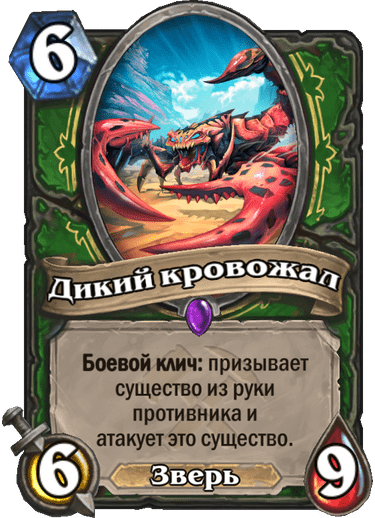 6
Дикий кровожал
Боевой клич: призывает
существо из руки
противника и
атакует это существо.
6
Зверь
9